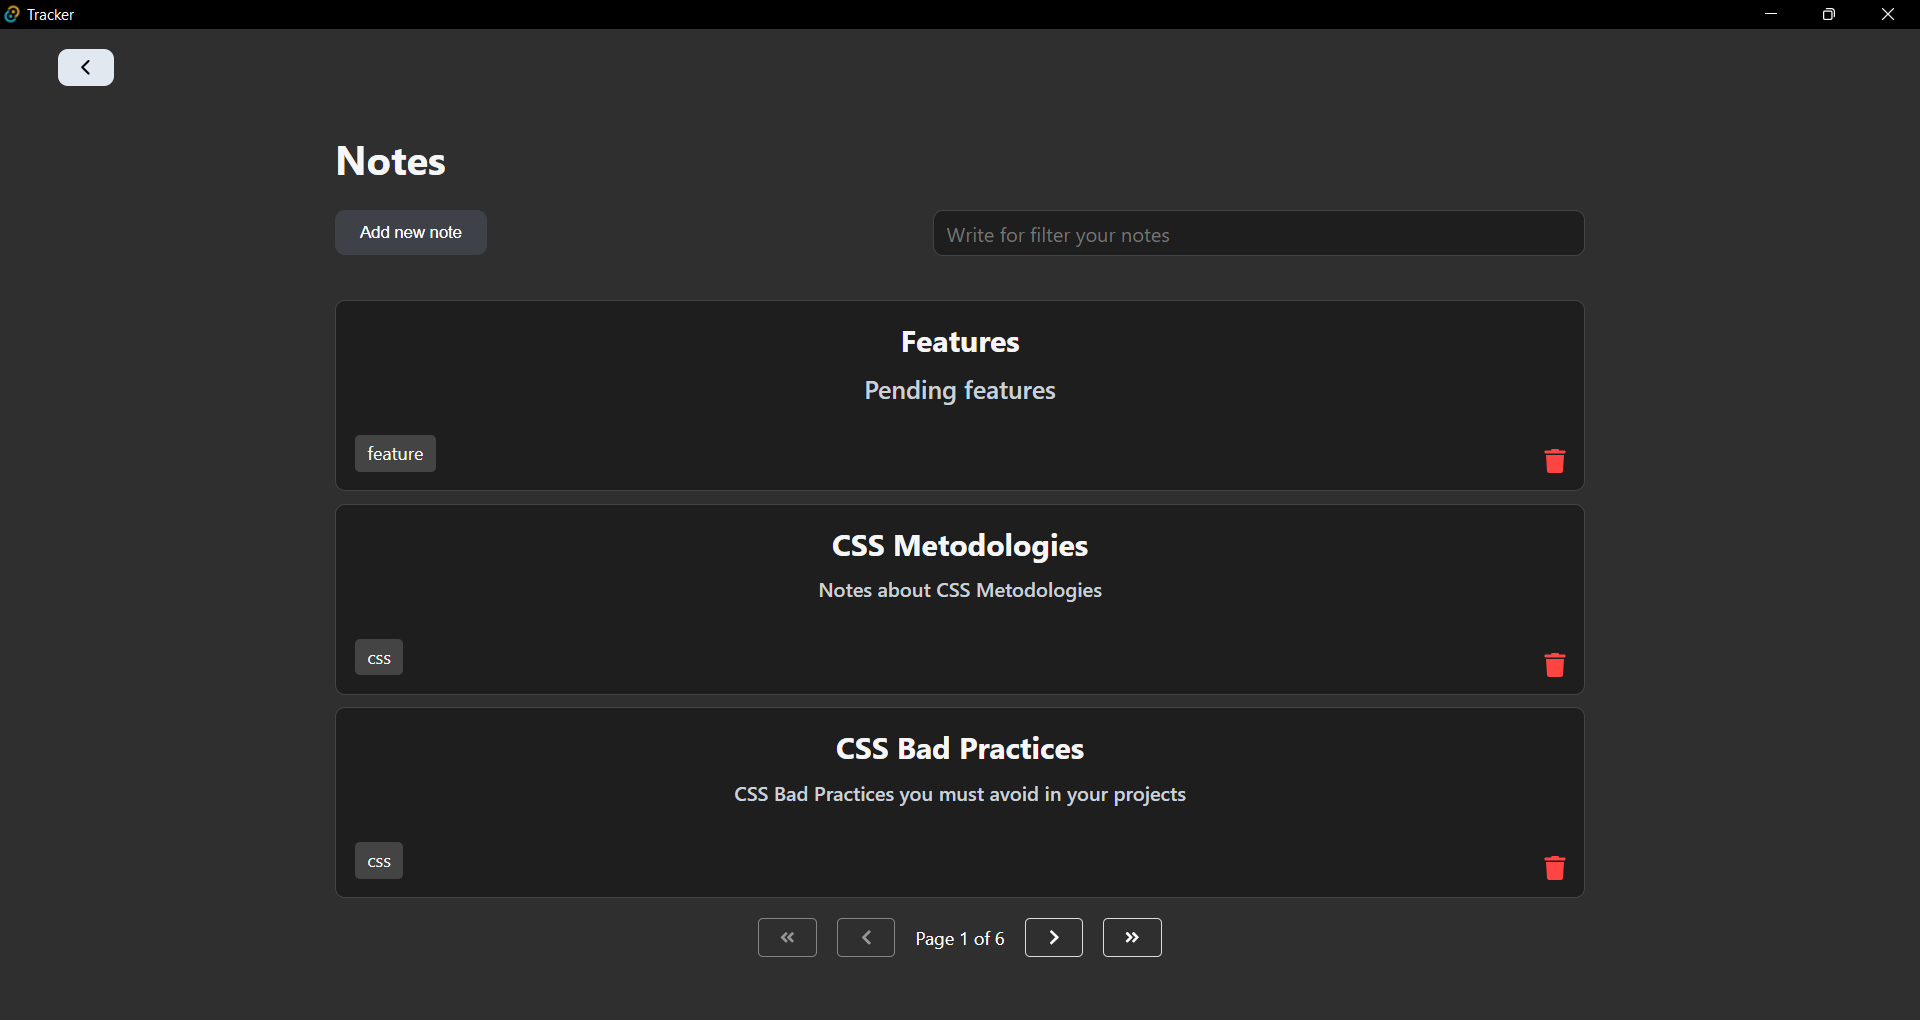 Tracker
Notes
Add new note
Write for filter your notes
Features
Pending features
feature
CSS Metodologies
Notes about CSS Metodologies
css
CSS Bad Practices
CSS Bad Practices you must avoid in your projects
css
Page 1 of 6